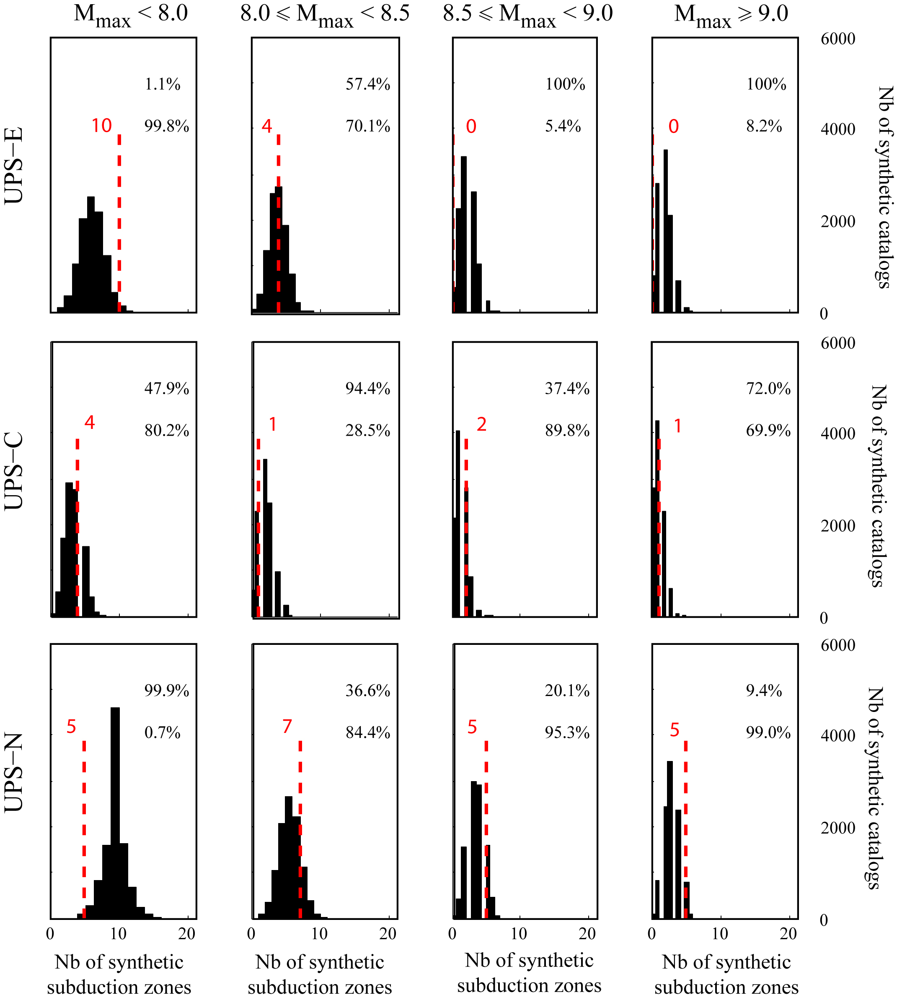 Mmax < 8.0
8.0 ⩽ Mmax < 8.5
8.5 ⩽ Mmax < 9.0
Mmax ⩾ 9.0
UPS−E
1.1%
99.8%
10
57.4%
70.1%
4
100%
5.4%
0
100%
8.2%
0
6000
4000
2000
0
Nb of synthetic catalogs
UPS−C
47.9%
80.2%
4
94.4%
28.5%
1
37.4%
89.8%
2
72.0%
69.9%
1
6000
4000
2000
0
Nb of synthetic catalogs
UPS−N
99.9%
0.7%
5
36.6%
84.4%
7
20.1%
95.3%
5
9.4%
99.0%
5
6000
4000
2000
0
Nb of synthetic catalogs
0 10 20
0 10 20
0 10 20
0 10 20
Nb of synthetic
subduction zones
Nb of synthetic
subduction zones
Nb of synthetic
subduction zones
Nb of synthetic
subduction zones